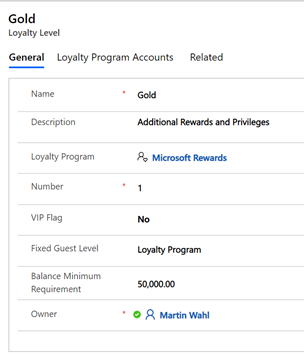 Gold
Loyalty Level
General Loyalty Program Accounts Related
Name * Gold
Description Additional Rewards and Privileges
Loyalty Program Microsoft Rewards
Number * 1
VIP Flag No
Fixed Guest Level Loyalty Program
Balance Minimum
Requirement 50,000.00
Owner * Martin Wahl